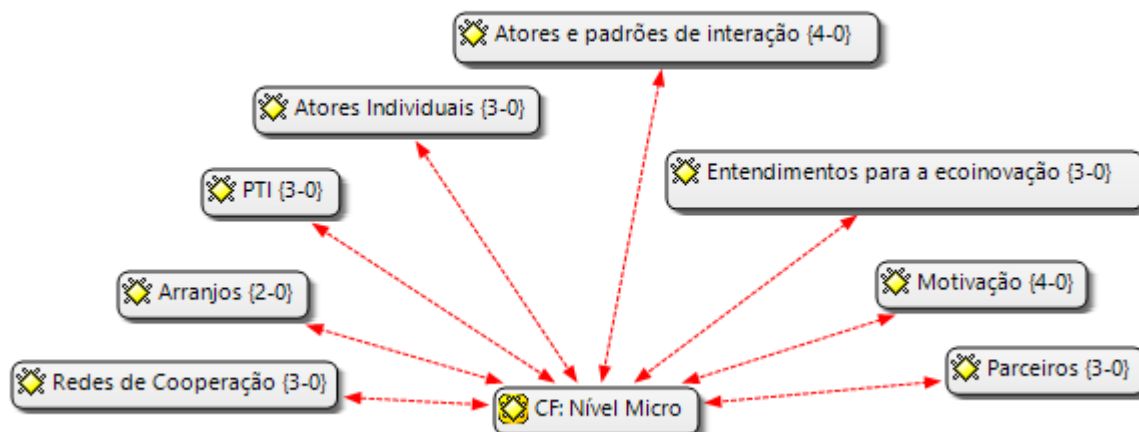 Atores e padrões de interação {4-0}
Atores Individuais {3-0}
Entendimentos para a ecoinovação {3-0}
PTI {3-0}
Motivação {4-0}
Arranjos {2-0}
Parceiros {3-0}
Redes de Cooperação {3-0}
CF: Nível Micro